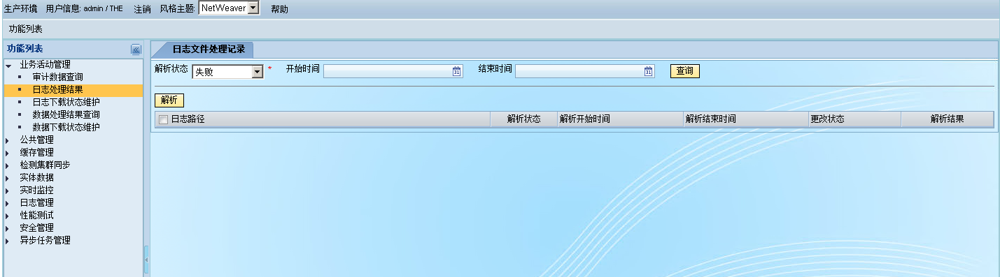 生产环境 用户信息: admin / THE 注销 风格主题: NetWeaver 帮助
功能列表
功能列表
业务活动管理
审计数据查询
日志处理结果
日志下载状态维护
数据处理结果查询
数据下载状态维护
公共管理
缓存管理
检测集群同步
实体数据
实时监控
日志管理
性能测试
安全管理
异步任务管理
日志文件处理记录
解析状态 失败 * 开始时间 31 结束时间 31 查询
解析
日志路径 解析状态 解析开始时间 解析结束时间 更改状态 解析结果